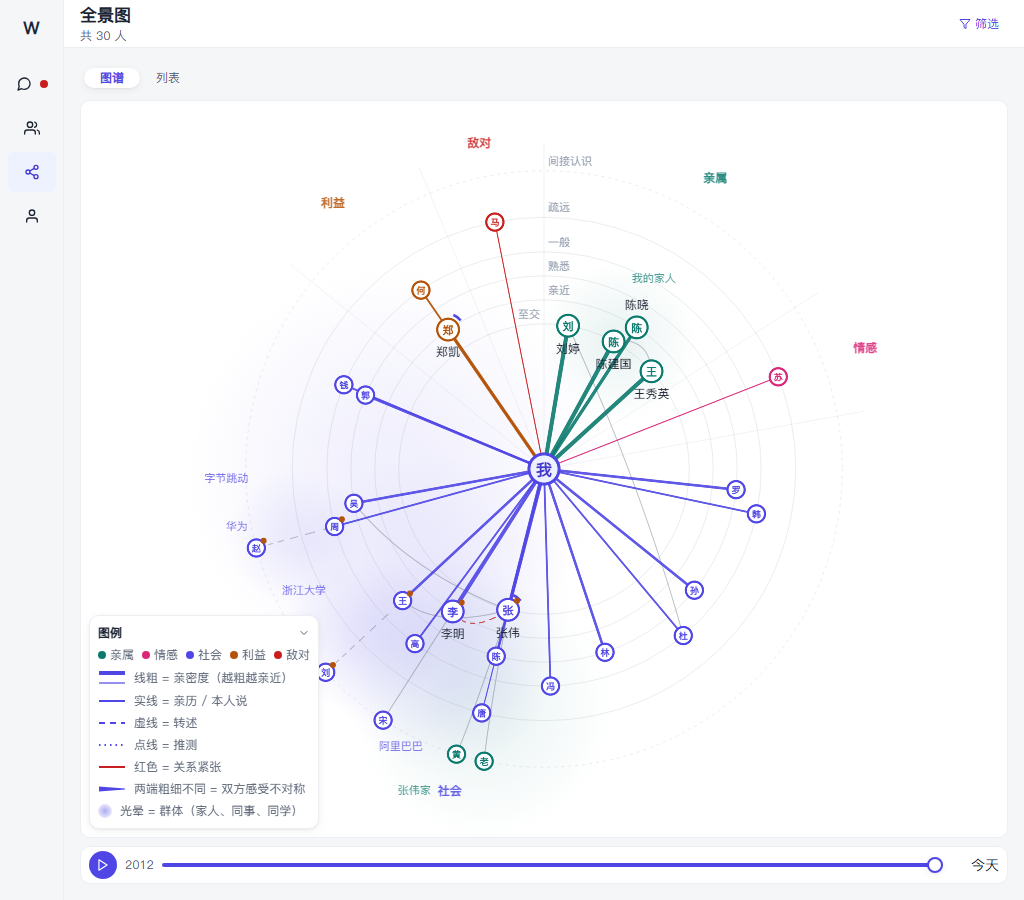 W
全景图
共 30 人
筛选
图谱
列表
敌对
间接认识
亲属
利益
疏远
马
一般
熟悉
我的家人
何
亲近
陈晓
至交
郑
刘
陈
陈
郑凯
刘婷
情感
陈建国
王
苏
钱
郭
王秀英
我
字节跳动
罗
吴
韩
华为
周
赵
浙江大学
孙
王
李
张
李明
张伟
杜
高
陈
林
刘
冯
唐
宋
阿里巴巴
黄
老
张伟家
社会
图例
亲属 情感 社会 利益 敌对
线粗 = 亲密度（越粗越亲近）
实线 = 亲历 / 本人说
虚线 = 转述
点线 = 推测
红色 = 关系紧张
两端粗细不同 = 双方感受不对称
光晕 = 群体（家人、同事、同学）
2012
今天